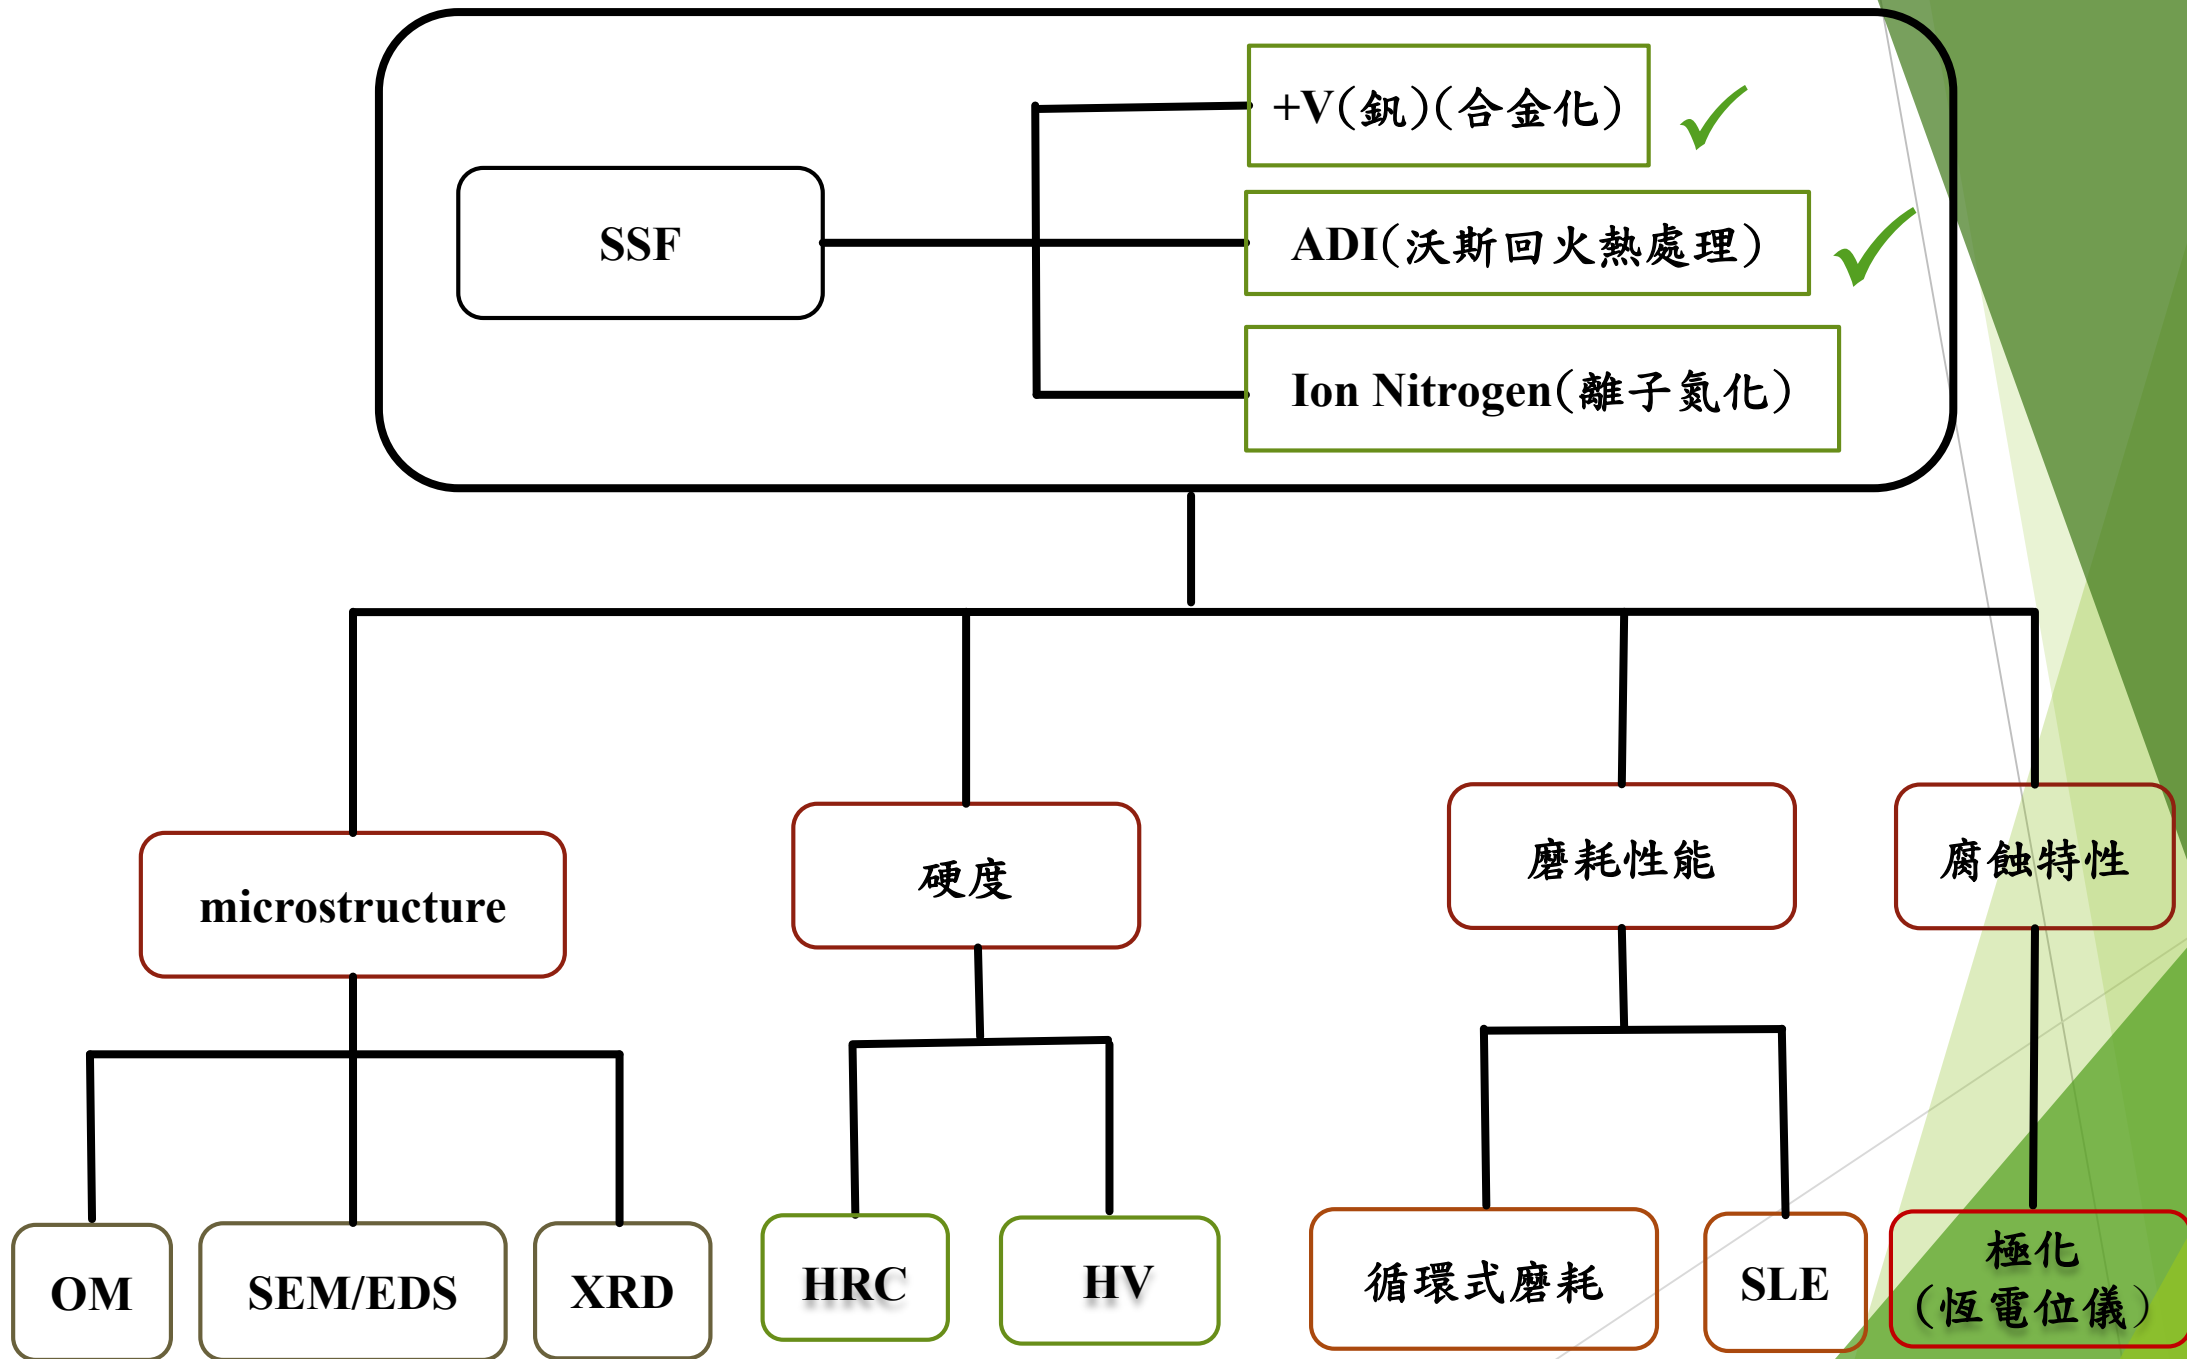 +V(釩)(合金化)
SSF
ADI(沃斯回火熱處理)
Ion Nitrogen(離子氮化)
microstructure
硬度
磨耗性能
腐蝕特性
OM
SEM/EDS
XRD
HRC
HV
循環式磨耗
SLE
極化
(恆電位儀)